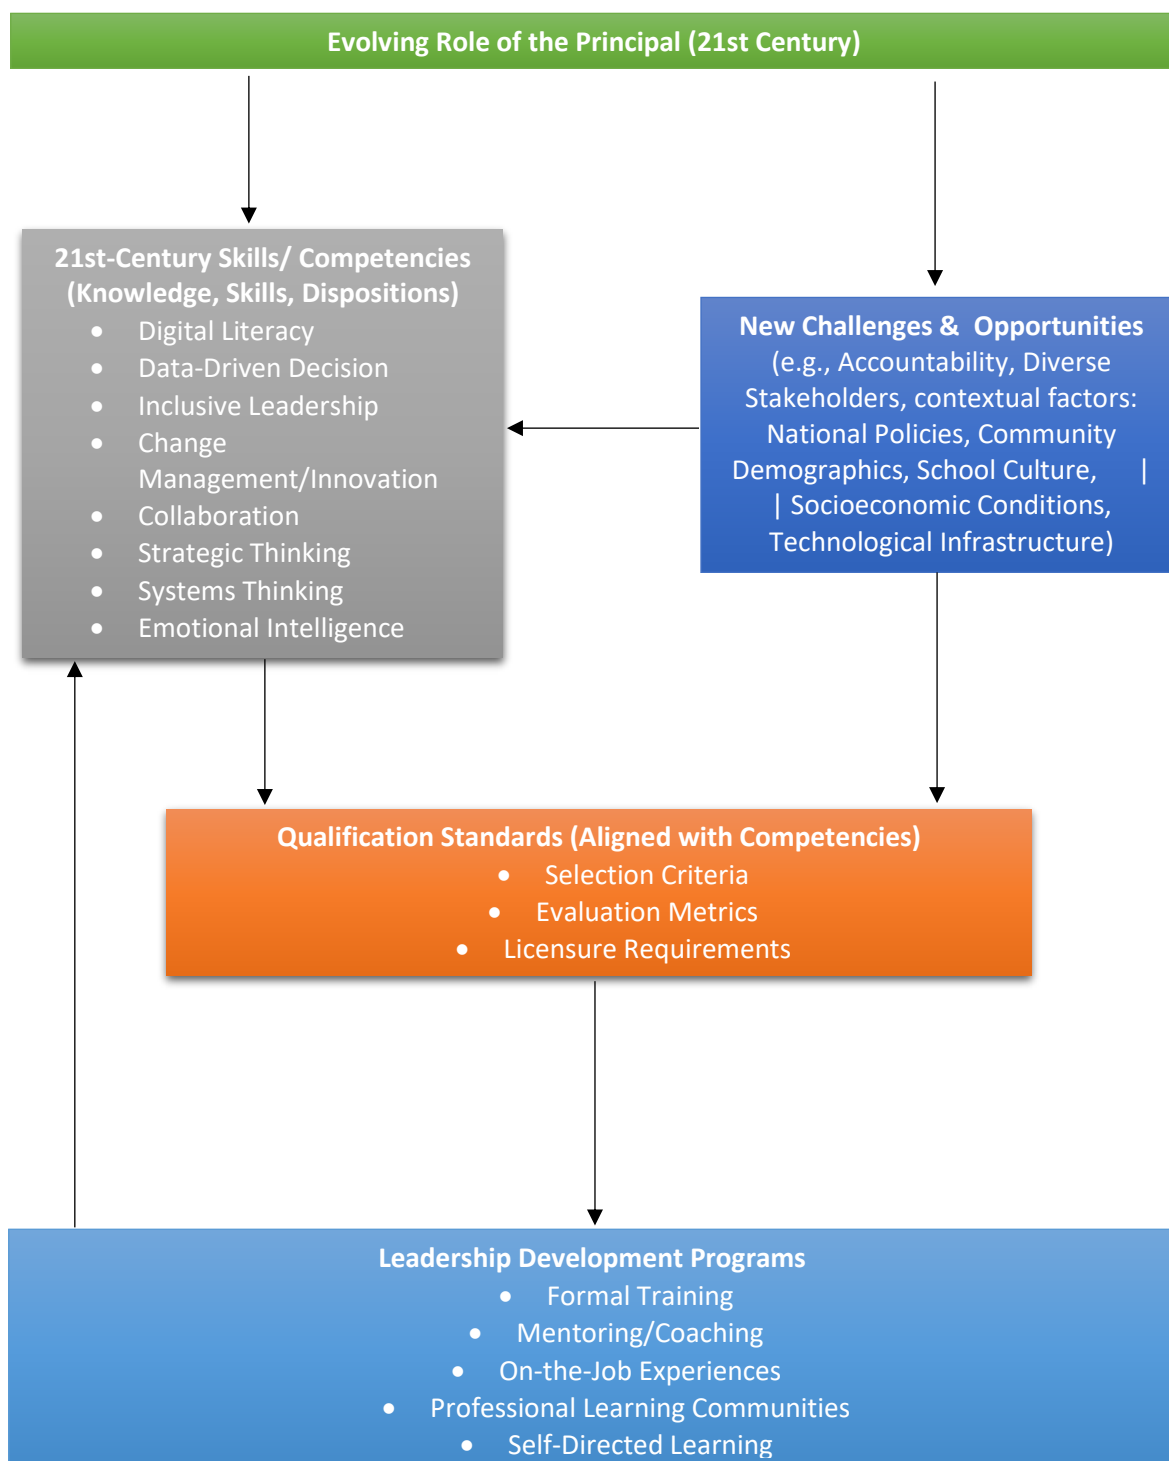 Evolving Role of the Principal (21st Century)
21st-Century Skills/ Competencies
(Knowledge, Skills, Dispositions)
• Digital Literacy
• Data-Driven Decision
• Inclusive Leadership
• Change
Management/Innovation
• Collaboration
• Strategic Thinking
• Systems Thinking
• Emotional Intelligence
New Challenges &  Opportunities
(e.g., Accountability, Diverse
Stakeholders, contextual factors:
National Policies, Community
Demographics, School Culture, |
| Socioeconomic Conditions,
Technological Infrastructure)
Qualification Standards (Aligned with Competencies)
• Selection Criteria
• Evaluation Metrics
• Licensure Requirements
Leadership Development Programs
• Formal Training
• Mentoring/Coaching
• On-the-Job Experiences
• Professional Learning Communities
• Self-Directed Learning